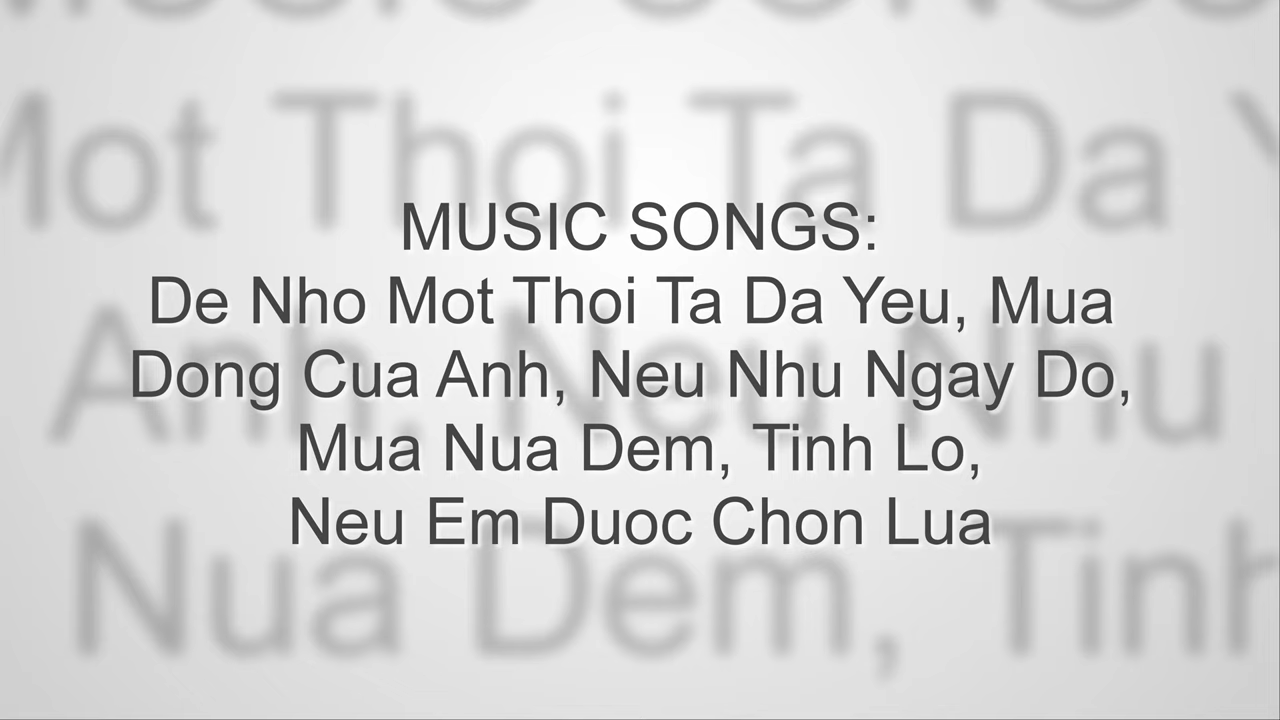 MUSIC SONGS:
De Nho Mot Thoi Ta Da Yeu, Mua
Dong Cua Anh, Neu Nhu Ngay Do,
Mua Nua Dem, Tinh Lo,
Neu Em Duoc Chon Lua